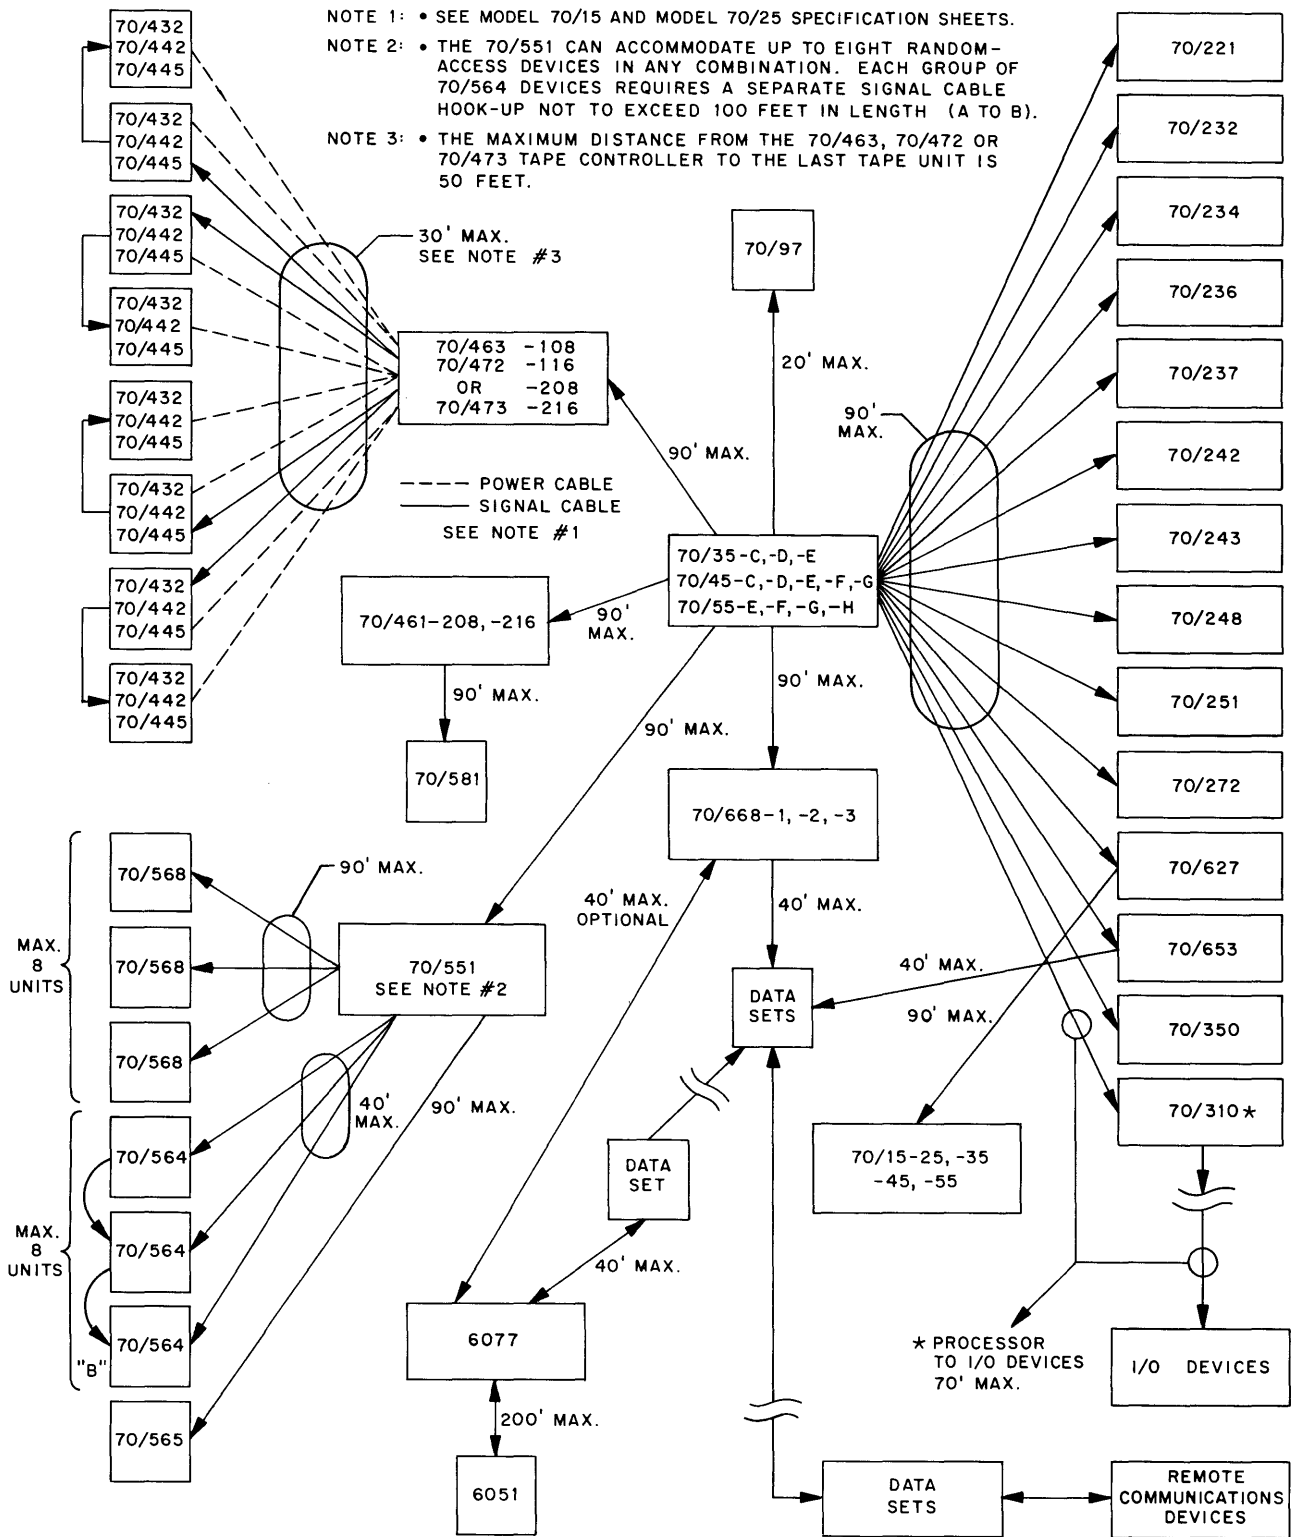 NOTE 1: • SEE MODEL 70/15 AND MODEL 70/25 SPECIFICATION SHEETS.
NOTE 2: • THE 70/551 CAN ACCOMMODATE UP TO EIGHT RANDOM-
ACCESS DEVICES IN ANY COMBINATION. EACH GROUP OF
70/564 DEVICES REQUIRES A SEPARATE SIGNAL CABLE
HOOK-UP NOT TO EXCEED 100 FEET IN LENGTH (A TO B).
NOTE 3: • THE MAXIMUM DISTANCE FROM THE 70/463, 70/472 OR
70/473 TAPE CONTROLLER TO THE LAST TAPE UNIT IS
50 FEET.
70/432
70/442
70/445
70/432
70/442
70/445
70/432
70/442
70/445
70/432
70/442
70/445
70/432
70/442
70/445
70/432
70/442
70/445
70/432
70/442
70/445
70/432
70/442
70/445
30' MAX.
SEE NOTE #3
70/463 -108
70/472 -116
OR -208
70/473 -216
POWER CABLE
SIGNAL CABLE
SEE NOTE #1
70/97
20' MAX.
90' MAX.
70/35-C,-D,-E
70/45-C,-D,-E,-F,-G
70/55-E,-F,-G,-H
90'
MAX.
70/461-208, -216
90' MAX.
70/581
90' MAX.
90' MAX.
70/668-1, -2, -3
40' MAX.
OPTIONAL
40' MAX.
DATA
SETS
90'
MAX.
70/221
70/232
70/234
70/236
70/237
70/242
70/243
70/248
70/251
70/272
70/627
70/653
70/350
70/310*
40' MAX.
90' MAX.
70/15-25, -35
-45, -55
* PROCESSOR
TO I/O DEVICES
70' MAX.
I/O DEVICES
MAX.
8
UNITS
70/568
70/568
70/568
90' MAX.
70/551
SEE NOTE #2
40'
MAX.
90' MAX.
MAX.
8
UNITS
70/564
70/564
70/564
"B"
70/565
DATA
SET
40' MAX.
6077
200' MAX.
6051
DATA
SETS
REMOTE
COMMUNICATIONS
DEVICES